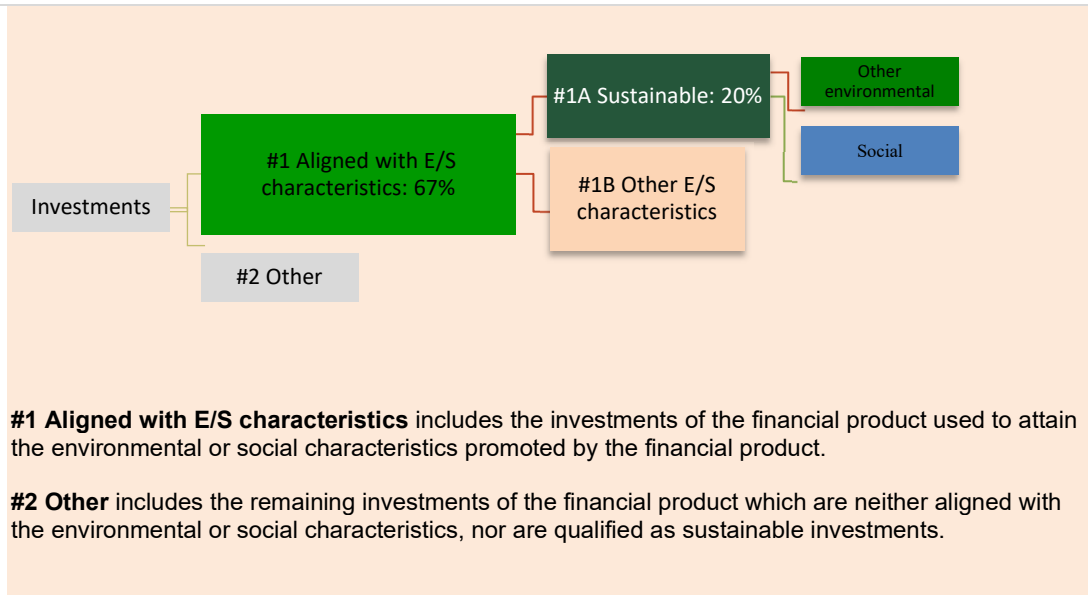 Investments
#1 Aligned with E/S
characteristics: 67%
#2 Other
#1A Sustainable: 20%
#1B Other E/S
characteristics
Other
environmental
Social
#1 Aligned with E/S characteristics includes the investments of the financial product used to attain
the environmental or social characteristics promoted by the financial product.
#2 Other includes the remaining investments of the financial product which are neither aligned with
the environmental or social characteristics, nor are qualified as sustainable investments.